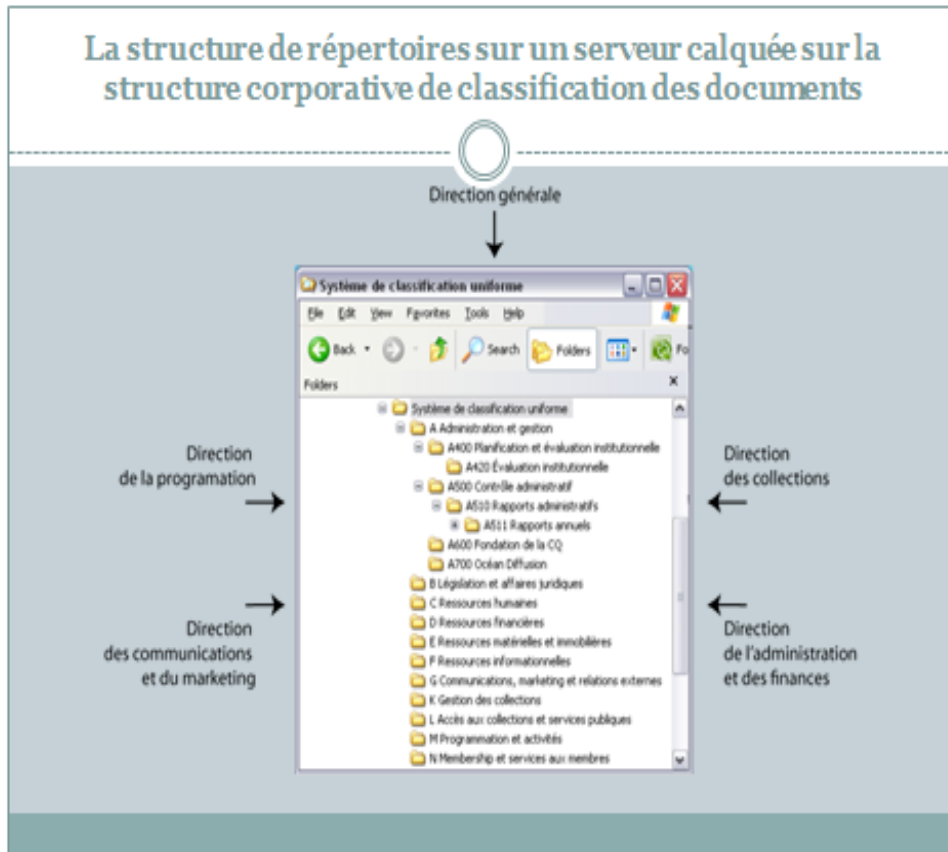 La structure de répertoires sur un serveur calquée sur la
structure corporative de classification des documents
Direction générale
Système de classification uniforme
File Edit View Favorites Tools Help
Back Search Folders Fo
Folders
Système de classification uniforme
A Administration et gestion
A400 Planification et évaluation institutionnelle
A420 Évaluation institutionnelle
A500 Contrôle administratif
A510 Rapports administratifs
A511 Rapports annuels
A600 Fondation de la CQ
A700 Océan Diffusion
B Législation et affaires juridiques
C Ressources humaines
D Ressources financières
E Ressources matérielles et immobilières
F Ressources informationnelles
G Communications, marketing et relations externes
K Gestion des collections
L Accès aux collections et services publiques
M Programmation et activités
N Membership et services aux membres
Direction
de la programation
Direction
des communications
et du marketing
Direction
des collections
Direction
de l'administration
et des finances